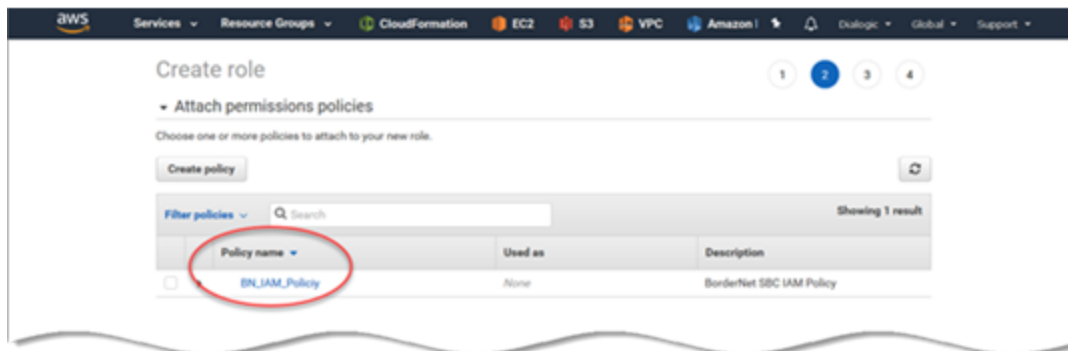 aws Services Resource Groups CloudFormation EC2 S3 VPC Amazon Dialogic Global Support
Create role 1 2 3 4
Attach permissions policies
Choose one or more policies to attach to your new role.
Create policy
Filter policies Search Showing 1 result
Policy name Used as Description
BN_IAM_Policiy None BorderNet SBC IAM Policy